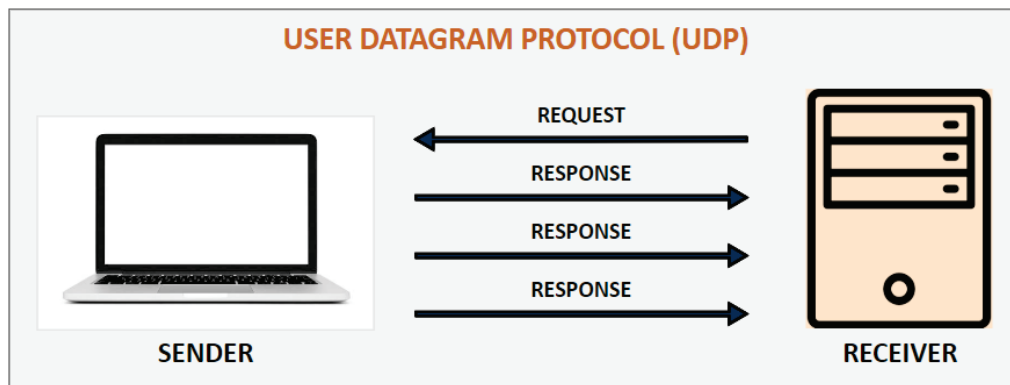 USER DATAGRAM PROTOCOL (UDP)
REQUEST
RESPONSE
RESPONSE
RESPONSE
SENDER
RECEIVER